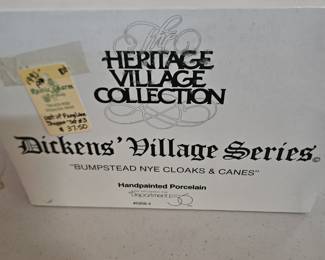 The
HERITAGE
VILLAGE
COLLECTION
Dickens' Village Series©
"BUMPSTEAD NYE CLOAKS & CANES"
Handpainted Porcelain
Department 56
$ 37.50